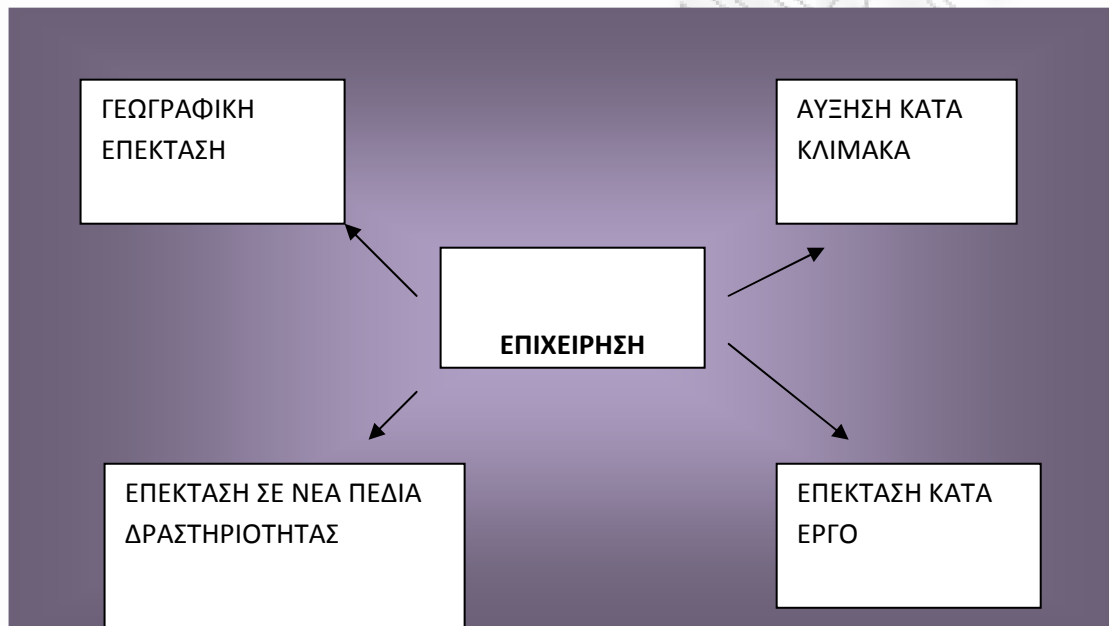 ΓΕΩΓΡΑΦΙΚΗ
ΕΠΕΚΤΑΣΗ
ΑΥΞΗΣΗ ΚΑΤΑ
ΚΛΙΜΑΚΑ
ΕΠΙΧΕΙΡΗΣΗ
ΕΠΕΚΤΑΣΗ ΣΕ ΝΕΑ ΠΕΔΙΑ
ΔΡΑΣΤΗΡΙΟΤΗΤΑΣ
ΕΠΕΚΤΑΣΗ ΚΑΤΑ
ΕΡΓΟ